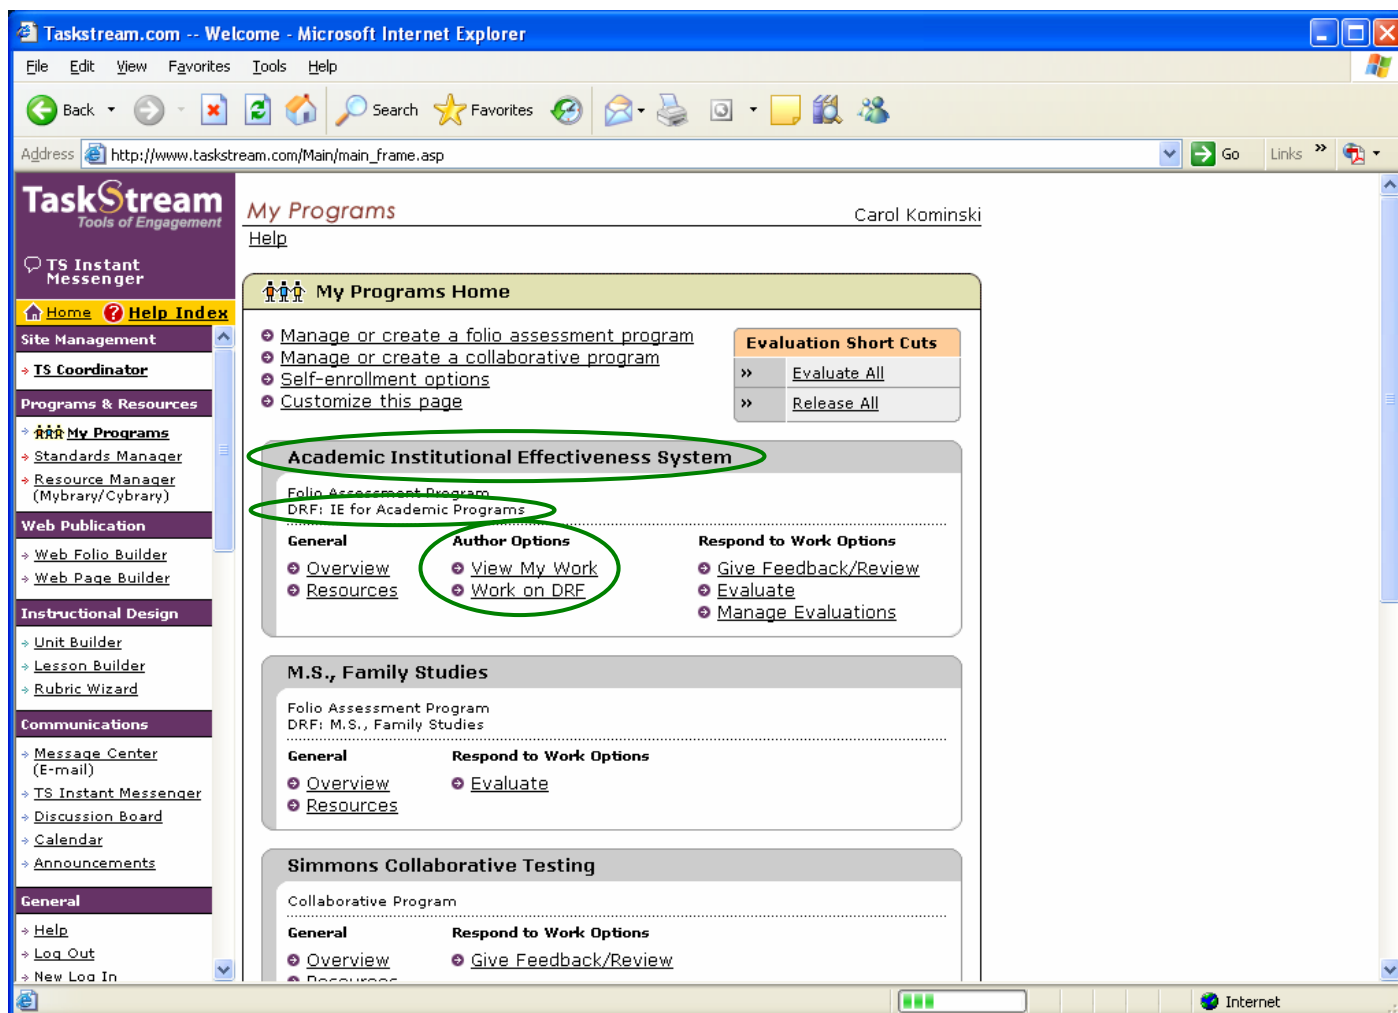 Taskstream.com -- Welcome - Microsoft Internet Explorer
File Edit View Favorites Tools Help
Back Search Favorites
Address http://www.taskstream.com/Main/main_frame.asp Go Links »
TaskStream
Tools of Engagement
TS Instant
Messenger
Home Help Index
Site Management
TS Coordinator
Programs & Resources
My Programs
Standards Manager
Resource Manager
(Mybrary/Cybrary)
Web Publication
Web Folio Builder
Web Page Builder
Instructional Design
Unit Builder
Lesson Builder
Rubric Wizard
Communications
Message Center
(E-mail)
TS Instant Messenger
Discussion Board
Calendar
Announcements
General
Help
Log Out
New Log In
My Programs Carol Kominski
Help
My Programs Home
Manage or create a folio assessment program
Manage or create a collaborative program
Self-enrollment options
Customize this page
Evaluation Short Cuts
» Evaluate All
» Release All
Academic Institutional Effectiveness System
Folio Assessment Program
DRF: IE for Academic Programs
General Author Options Respond to Work Options
Overview View My Work Give Feedback/Review
Resources Work on DRF Evaluate
Manage Evaluations
M.S., Family Studies
Folio Assessment Program
DRF: M.S., Family Studies
General Respond to Work Options
Overview Evaluate
Resources
Simmons Collaborative Testing
Collaborative Program
General Respond to Work Options
Overview Give Feedback/Review
Resources
Internet